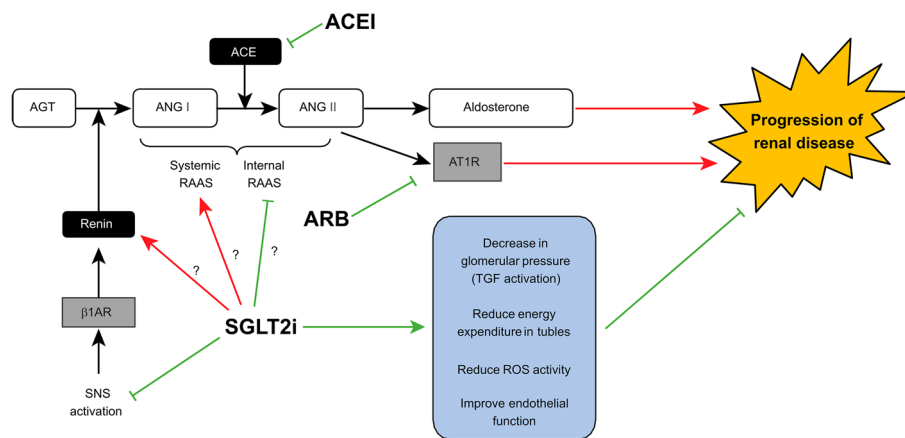 ACEI
ACE
AGT
ANG I
ANG II
Aldosterone
Progression of
renal disease
Systemic
RAAS
Internal
RAAS
AT1R
ARB
Renin
?
?
?
Decrease in
glomerular pressure
(TGF activation)
Reduce energy
expenditure in tubles
Reduce ROS activity
Improve endothelial
function
β1AR
SGLT2i
SNS
activation